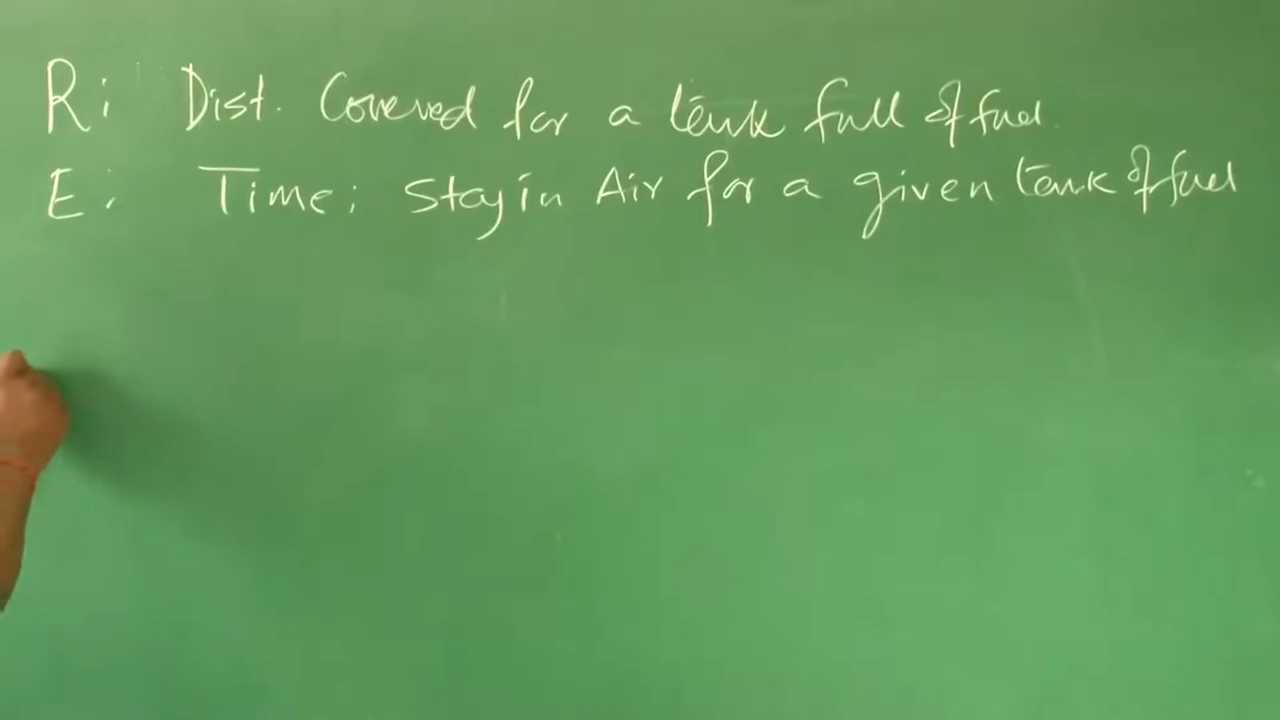 R: Dist. Covered for a tank full of fuel.
E: Time; Stay in Air for a given tank of fuel